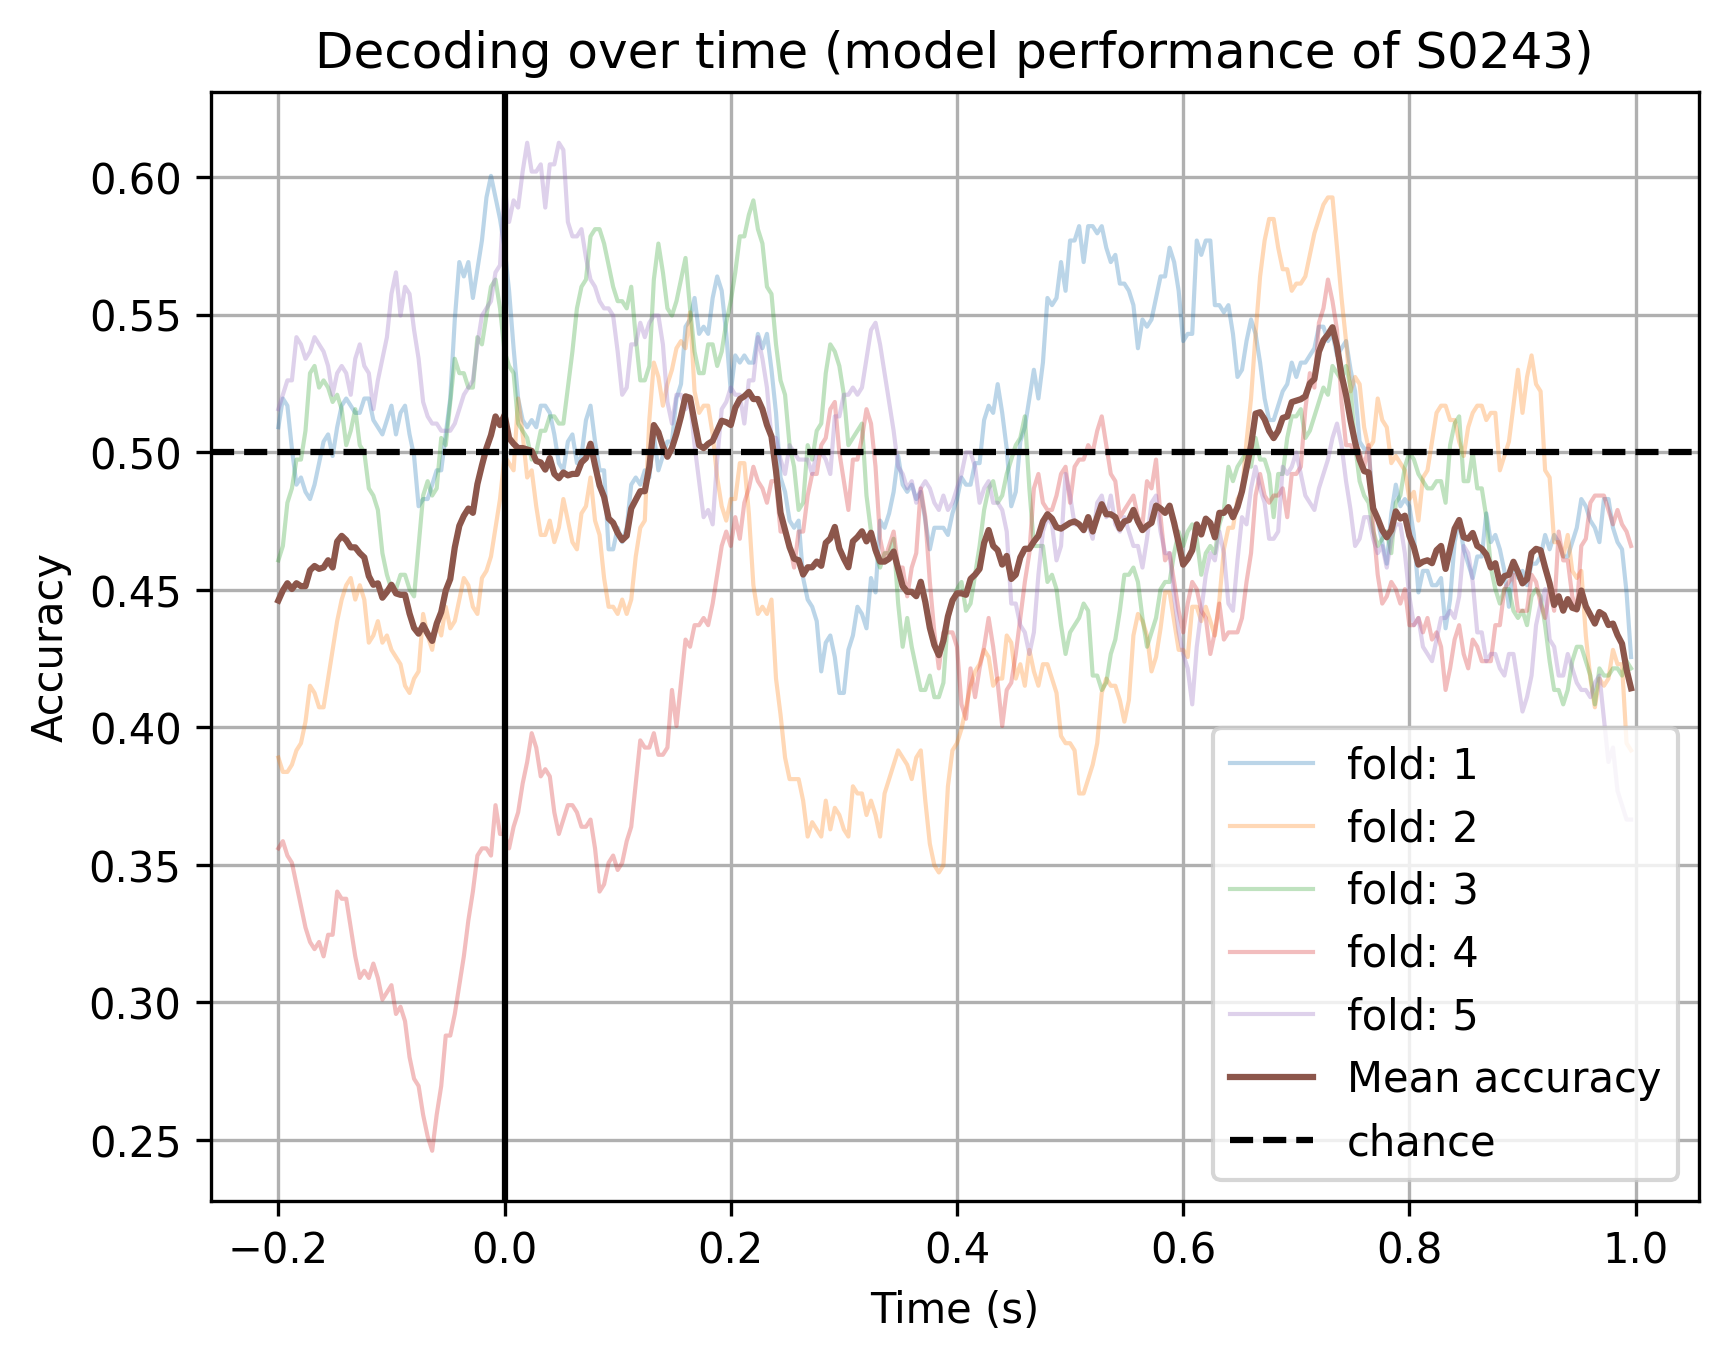 Decoding over time (model performance of S0243)
0.60
0.55
0.50
0.45
0.40
0.35
0.30
0.25
Accuracy
−0.2
0.0
0.2
0.4
0.6
0.8
1.0
Time (s)
fold: 1
fold: 2
fold: 3
fold: 4
fold: 5
Mean accuracy
chance